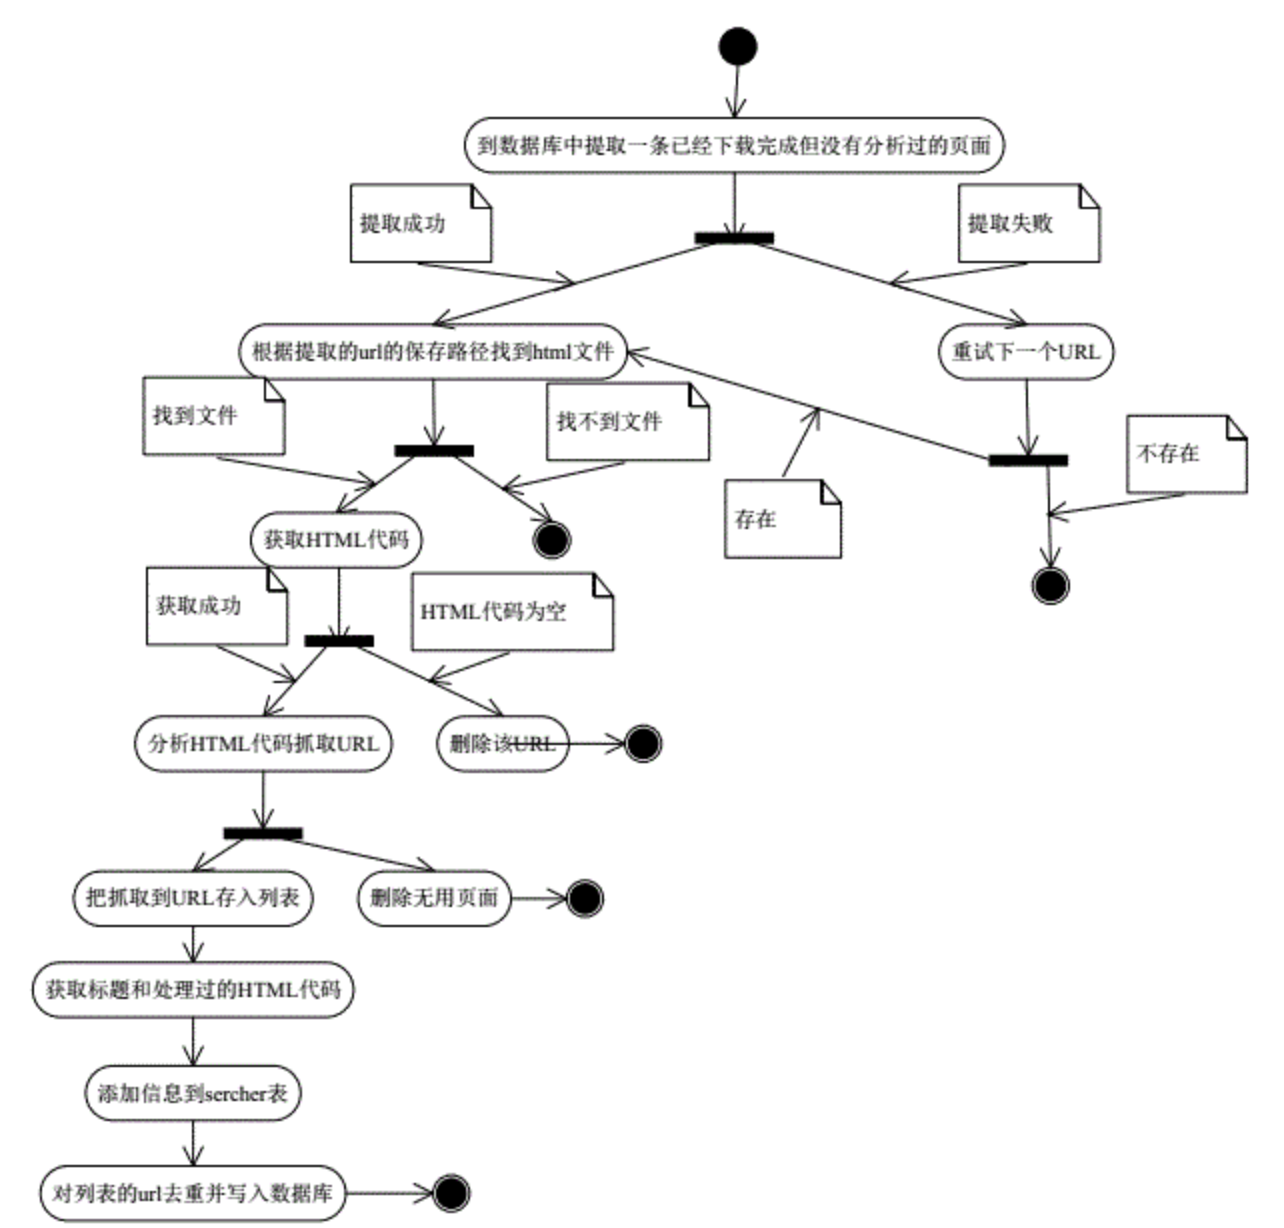 到数据库中提取一条已经下载完成但没有分析过的页面
提取成功
提取失败
根据提取的url的保存路径找到html文件
重试下一个URL
找到文件
找不到文件
不存在
存在
获取HTML代码
获取成功
HTML代码为空
分析HTML代码抓取URL
删除该URL
把抓取到URL存入列表
删除无用页面
获取标题和处理过的HTML代码
添加信息到sercher表
对列表的url去重并写入数据库